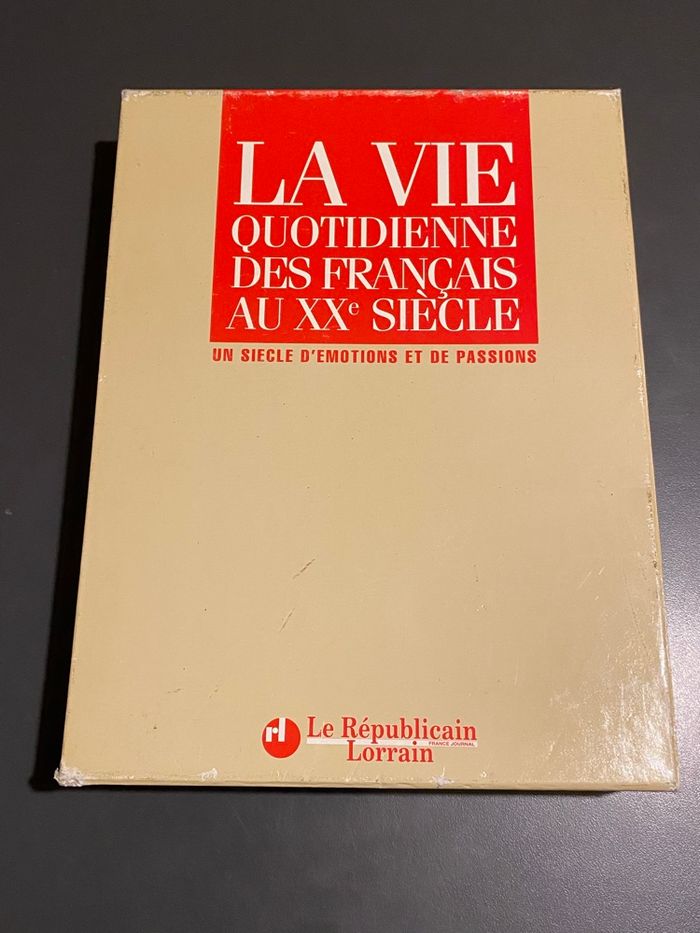 LA VIE
QUOTIDIENNE
DES FRANÇAIS
AU XXe SIÈCLE
UN SIECLE D'EMOTIONS ET DE PASSIONS
rl
Le Républicain
Lorrain
FRANCE JOURNAL